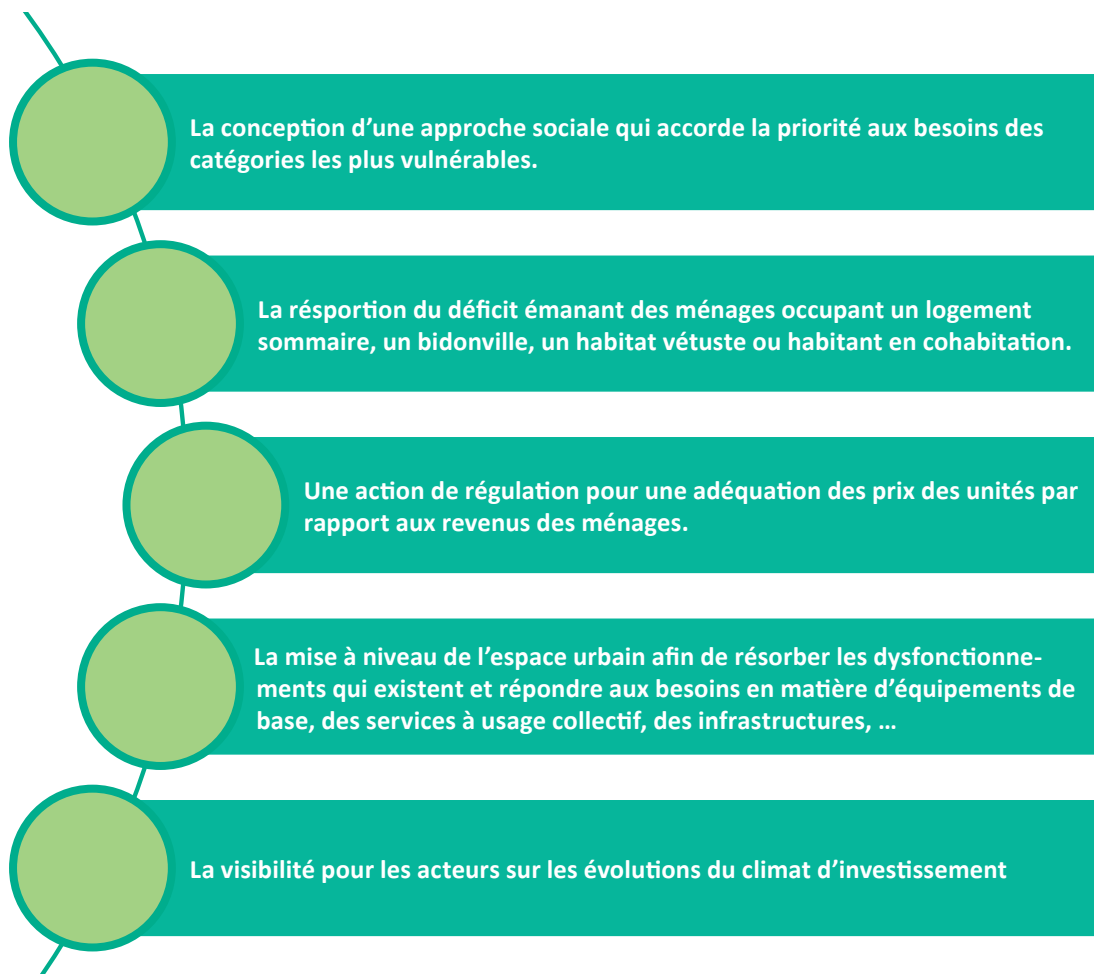 La conception d’une approche sociale qui accorde la priorité aux besoins des
catégories les plus vulnérables.
La résportion du déficit émanant des ménages occupant un logement
sommaire, un bidonville, un habitat vétuste ou habitant en cohabitation.
Une action de régulation pour une adéquation des prix des unités par
rapport aux revenus des ménages.
La mise à niveau de l’espace urbain afin de résorber les dysfonctionne-
ments qui existent et répondre aux besoins en matière d’équipements de
base, des services à usage collectif, des infrastructures, ...
La visibilité pour les acteurs sur les évolutions du climat d’investissement